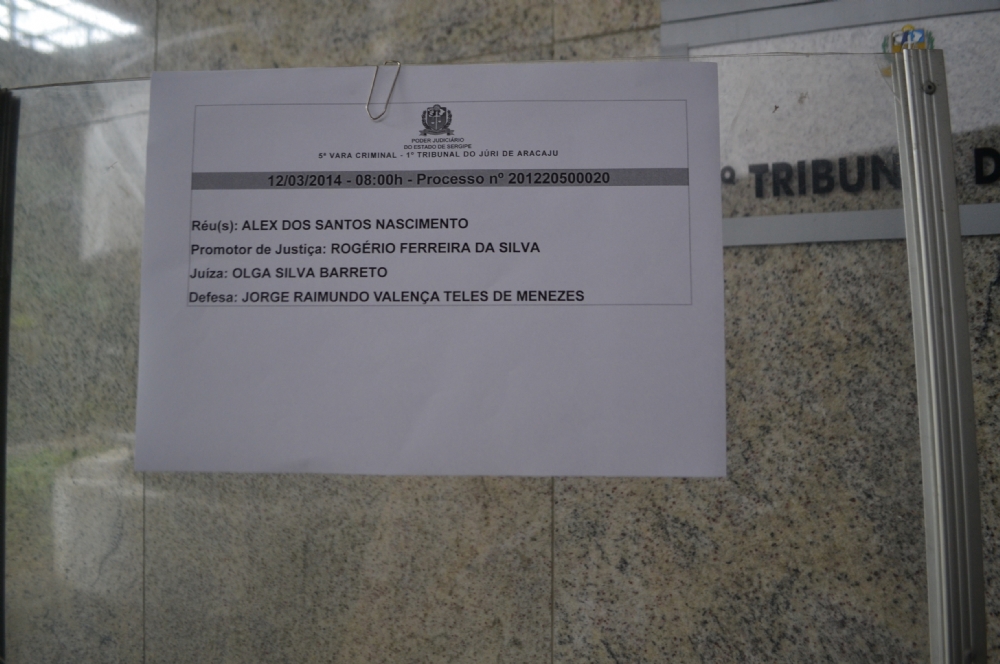 PODER JUDICIÁRIO
DO ESTADO DE SERGIPE
5ª VARA CRIMINAL - 1º TRIBUNAL DO JÚRI DE ARACAJU
12/03/2014 - 08:00h - Processo nº 201220500020
Réu(s): ALEX DOS SANTOS NASCIMENTO
Promotor de Justiça: ROGÉRIO FERREIRA DA SILVA
Juíza: OLGA SILVA BARRETO
Defesa: JORGE RAIMUNDO VALENÇA TELES DE MENEZES
º TRIBUN D